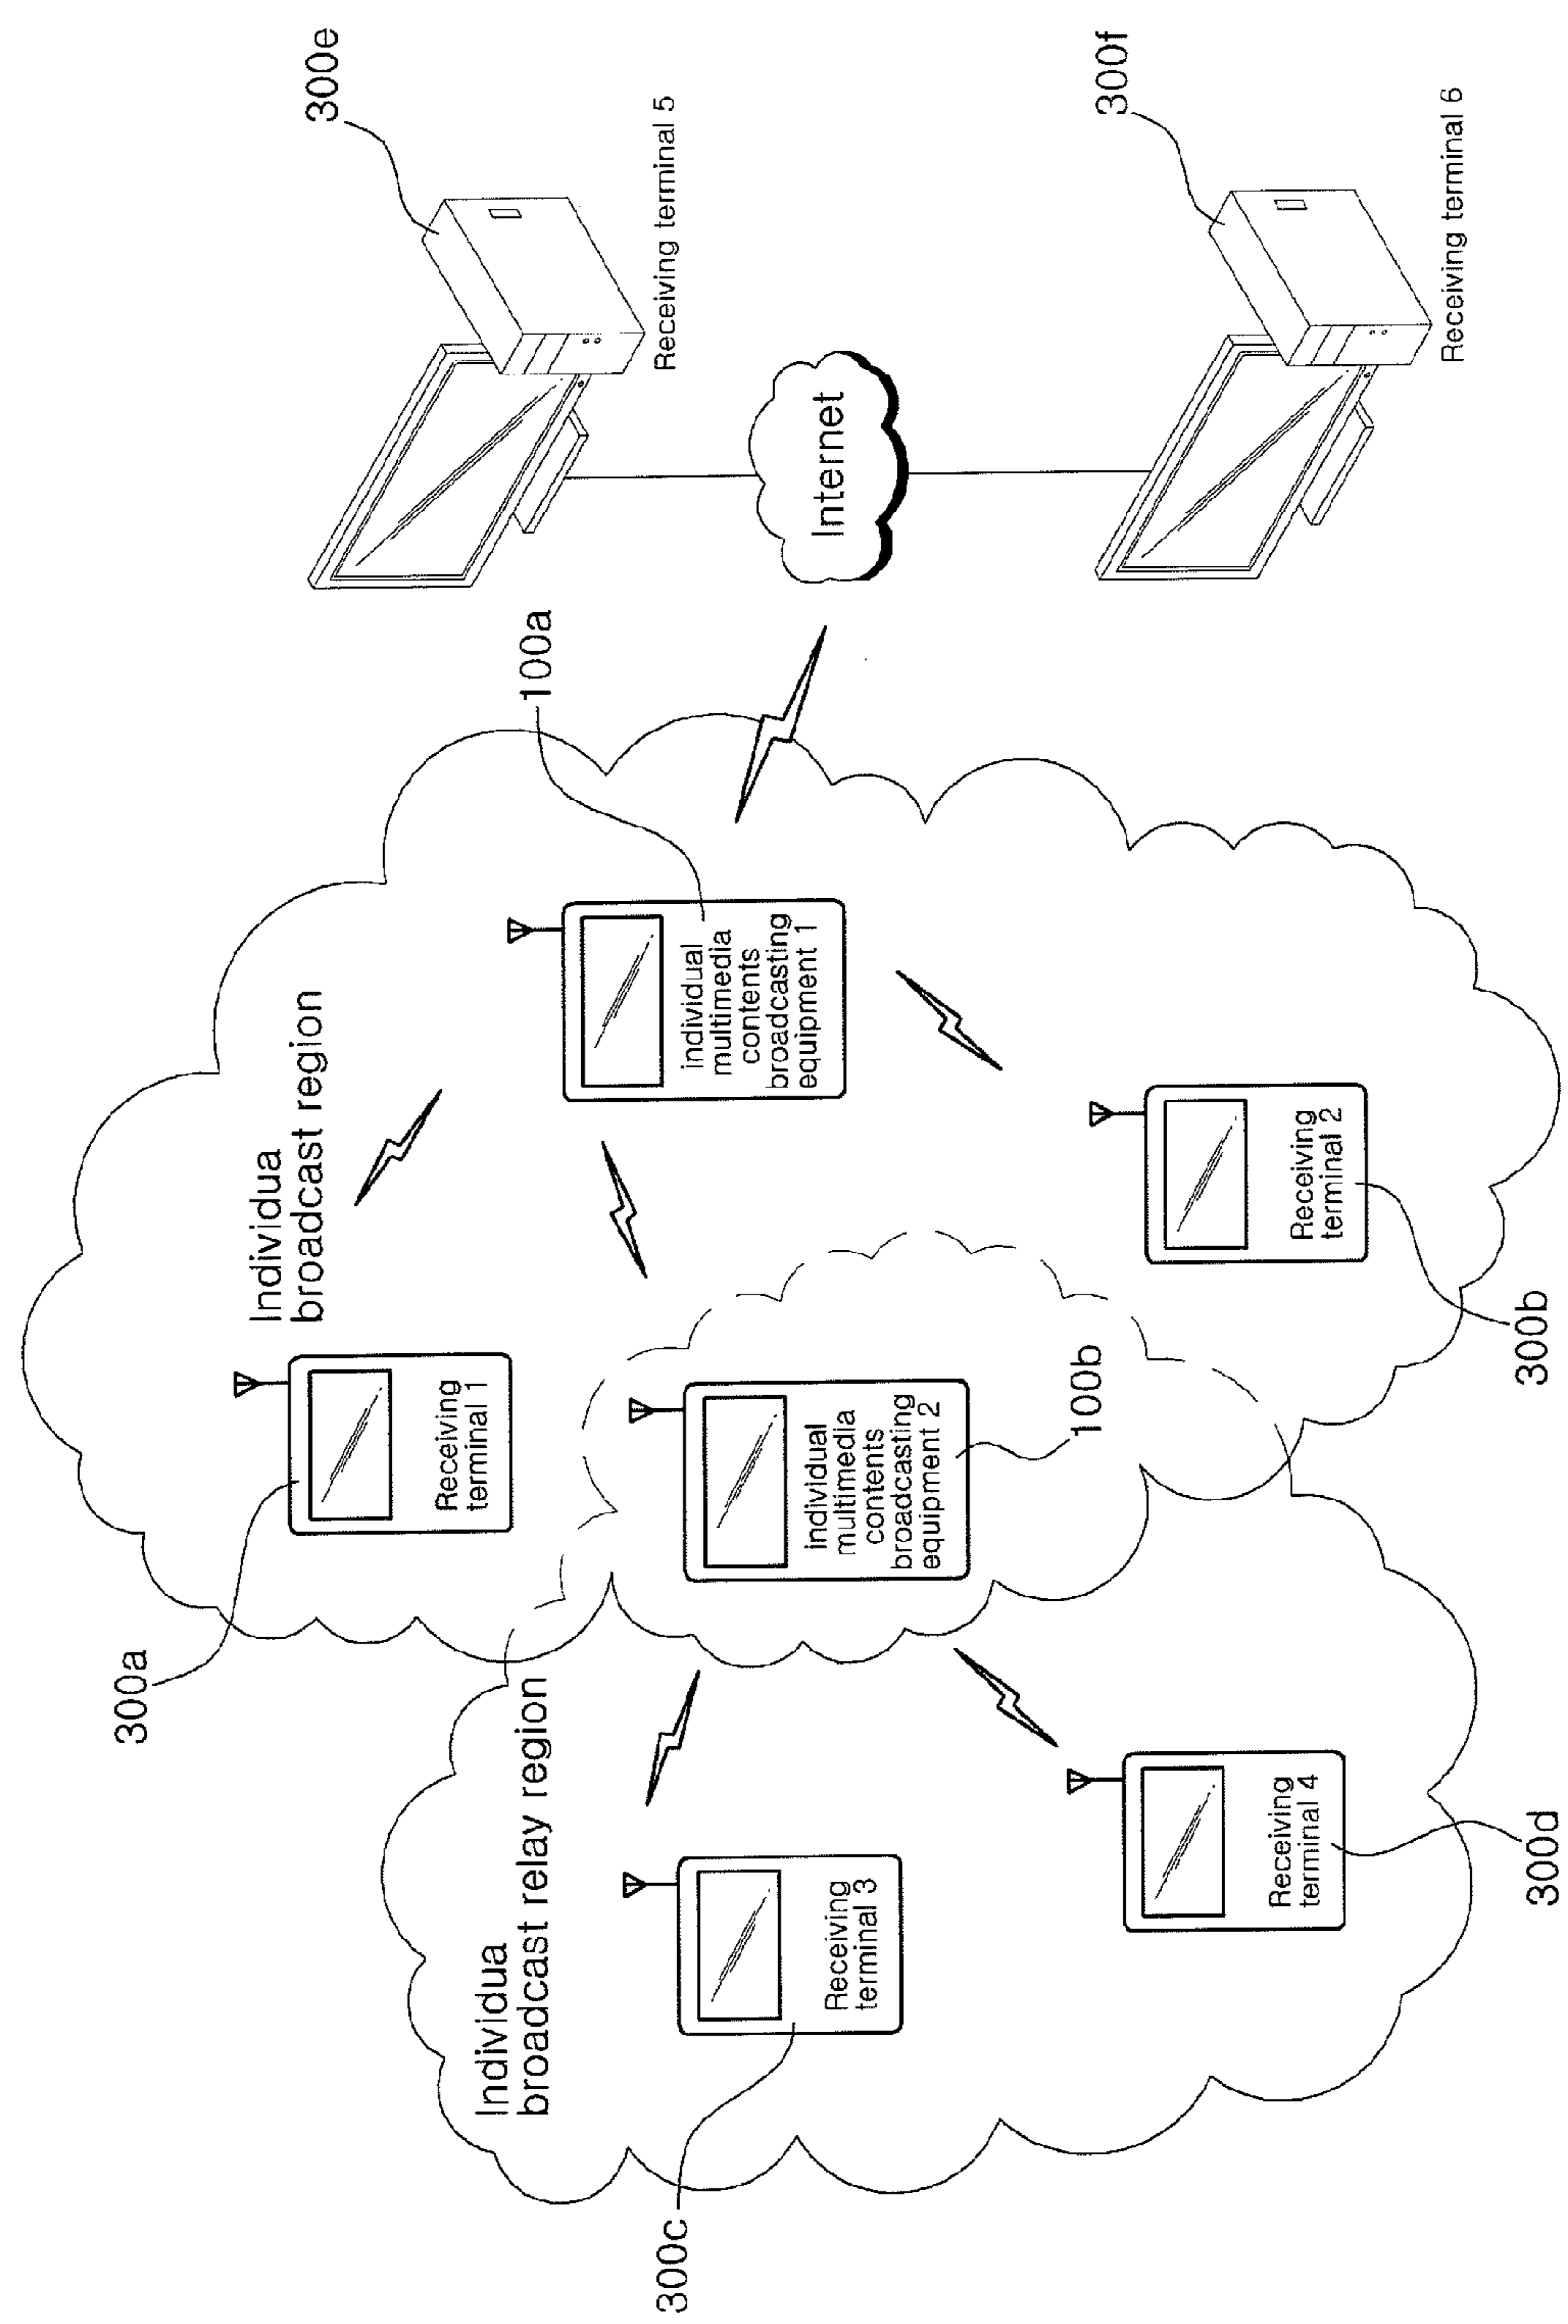 300a
Receiving
terminal 1
Individua
broadcast region
100a
individual
multimedia
contents
broadcasting
equipment 1
300e
Receiving terminal 5
Internet
Individua
broadcast relay region
individual
multimedia
contents
broadcasting
equipment 2
100b
300c
Receiving
terminal 3
Receiving
terminal 4
300d
Receiving
terminal 2
300b
300f
Receiving terminal 6